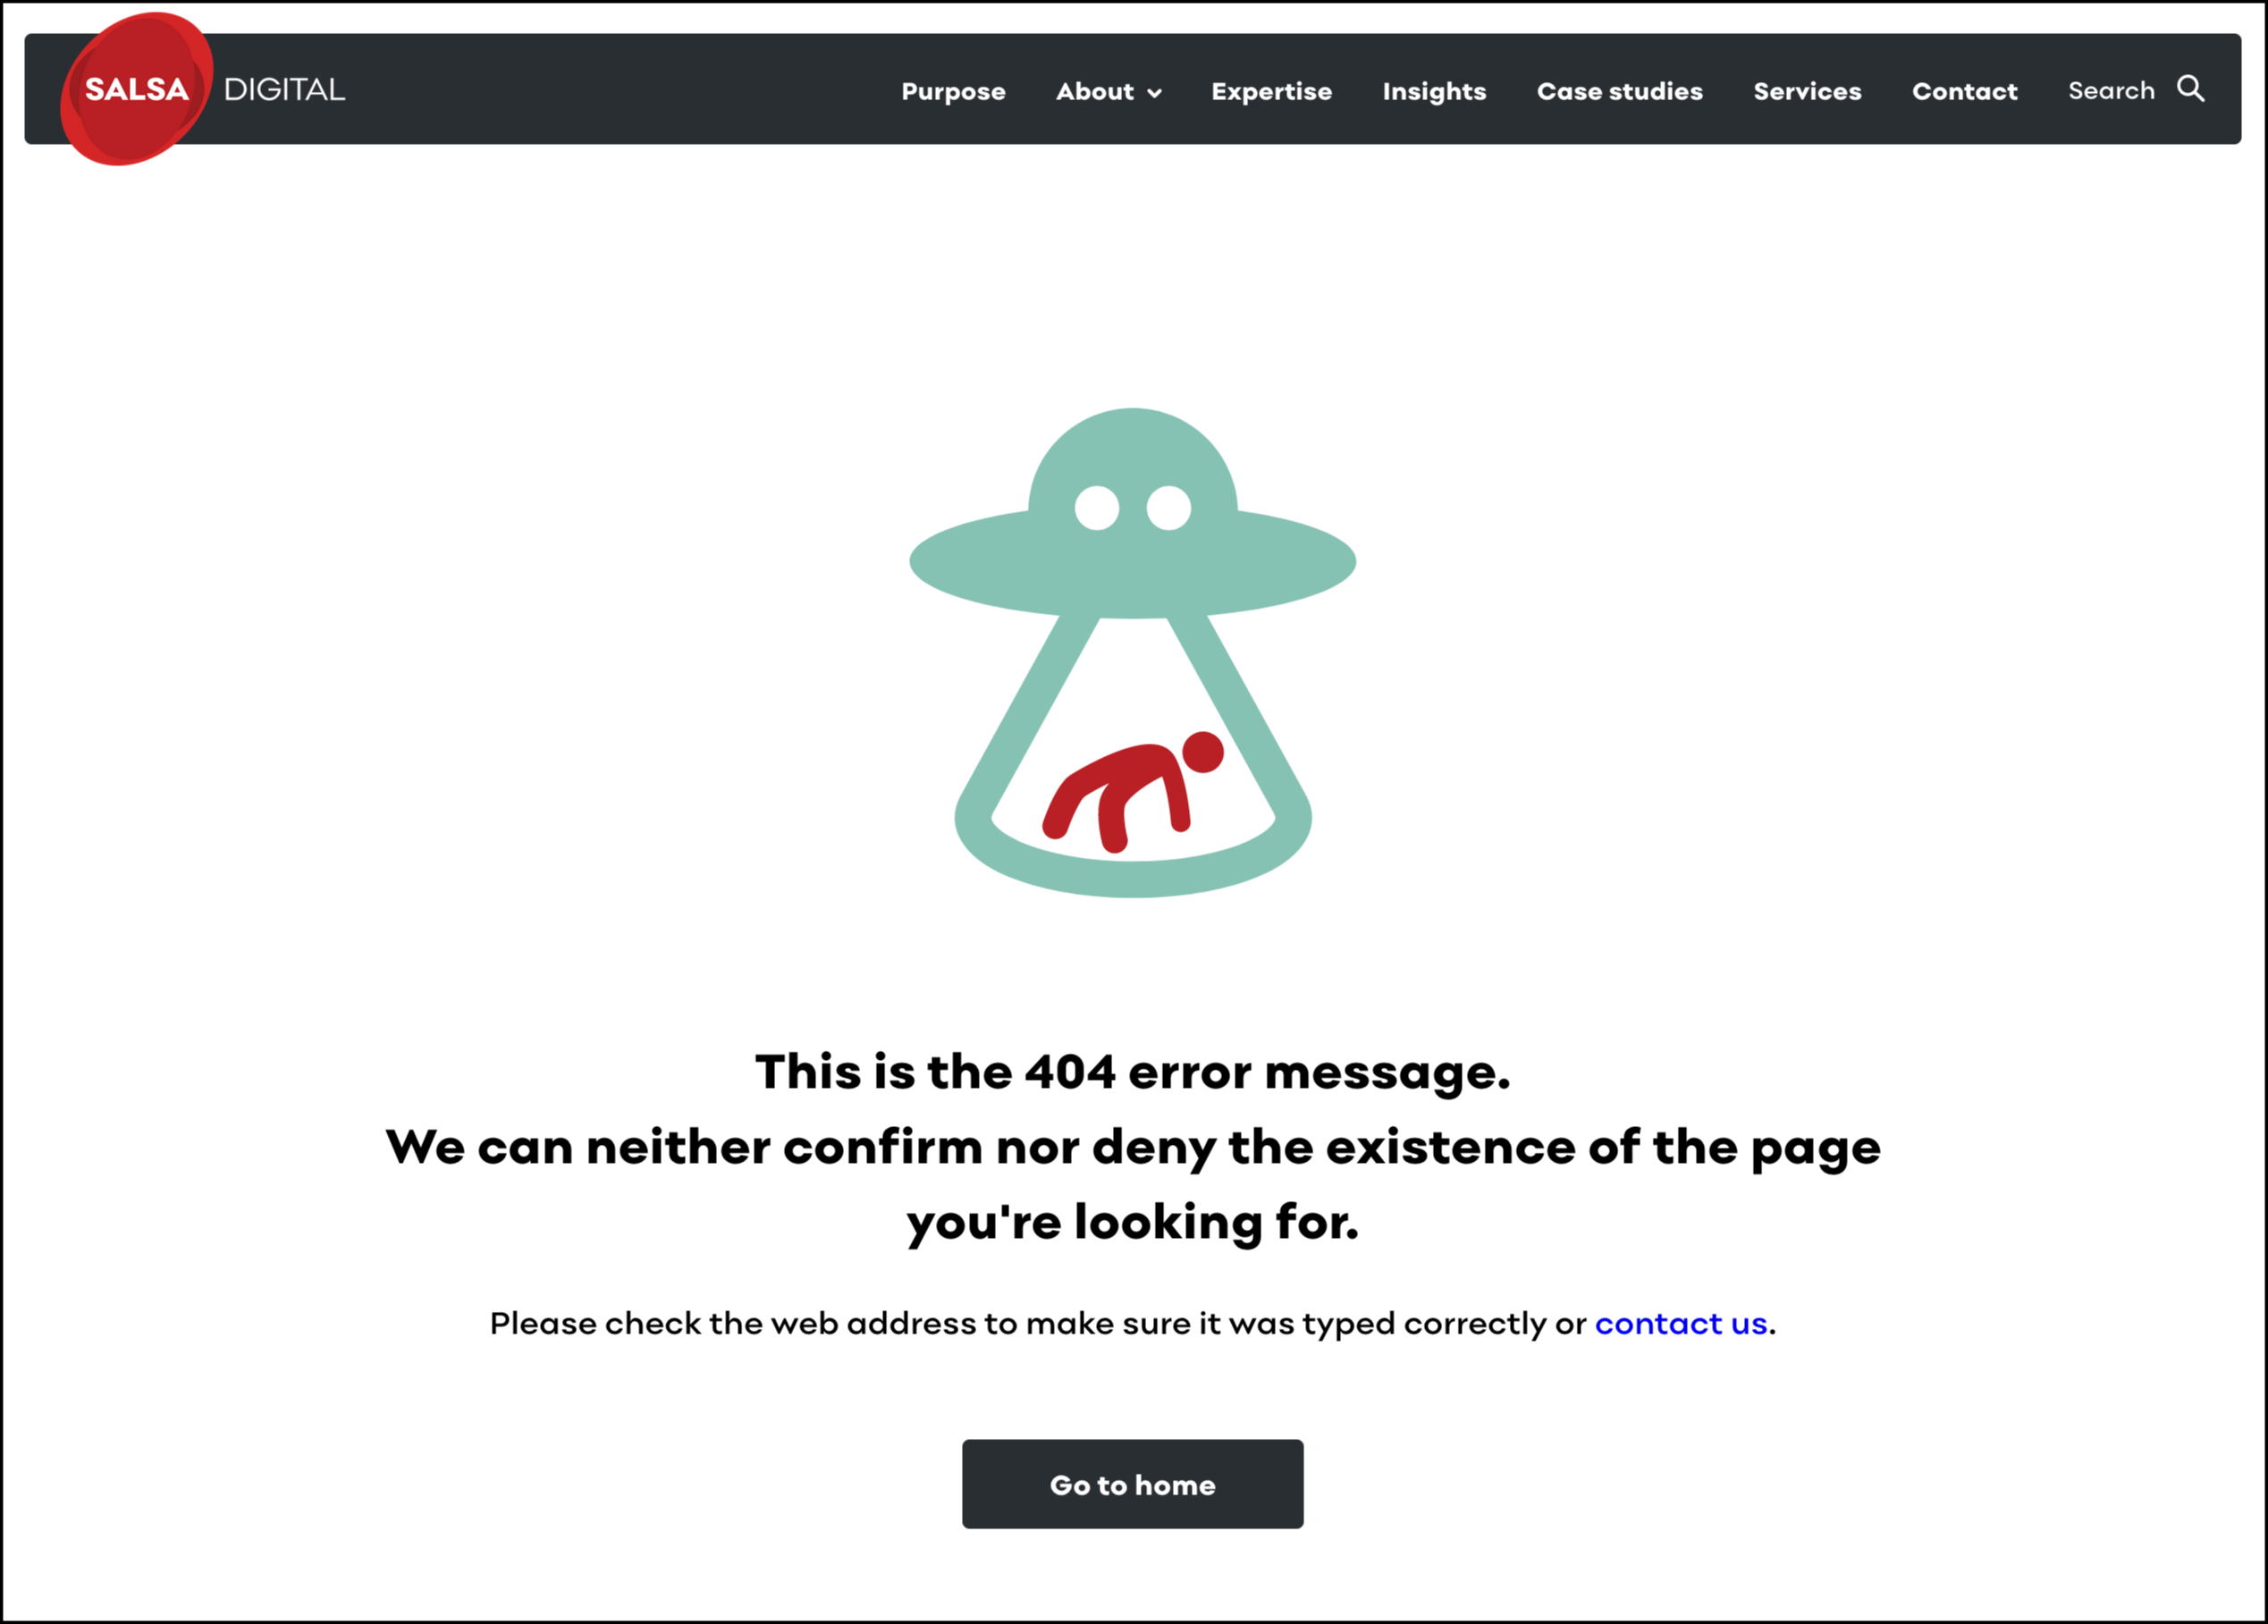 SALSA DIGITAL
Purpose About Expertise Insights Case studies Services Contact Search
This is the 404 error message.
We can neither confirm nor deny the existence of the page
you're looking for.
Please check the web address to make sure it was typed correctly or contact us.
Go to home